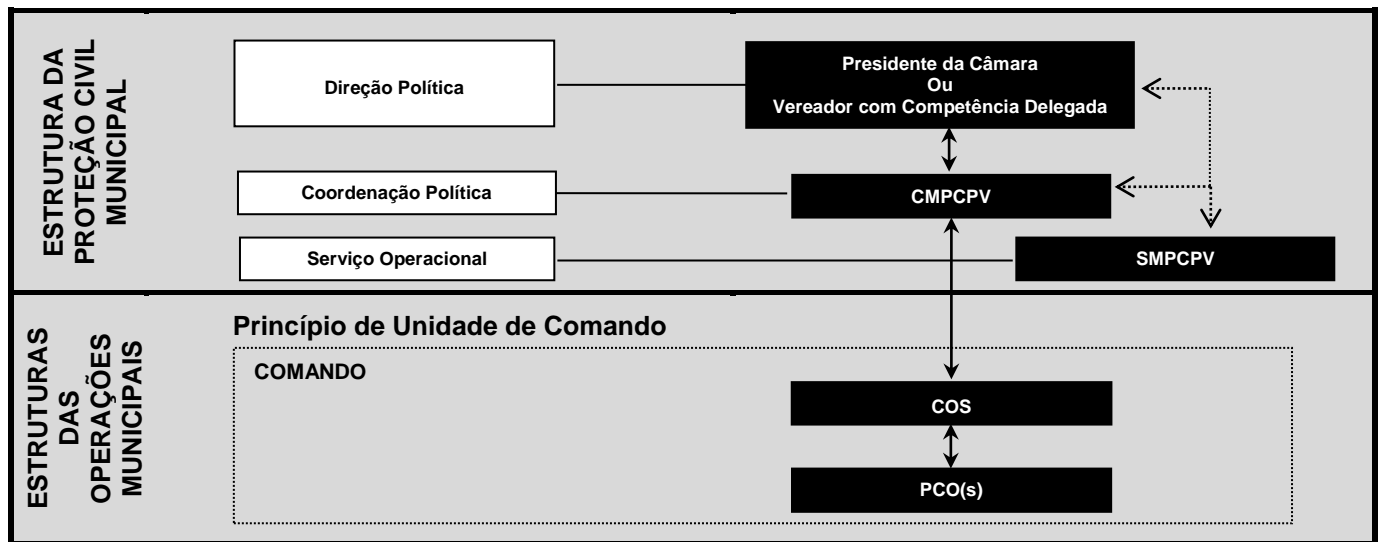 ESTRUTURA DA
PROTEÇÃO CIVIL
MUNICIPAL
Direção Política
Presidente da Câmara
Ou
Vereador com Competência Delegada
Coordenação Política
CMPCPV
Serviço Operacional
SMPCPV
ESTRUTURAS
DAS
OPERAÇÕES
MUNICIPAIS
Princípio de Unidade de Comando
COMANDO
COS
PCO(s)